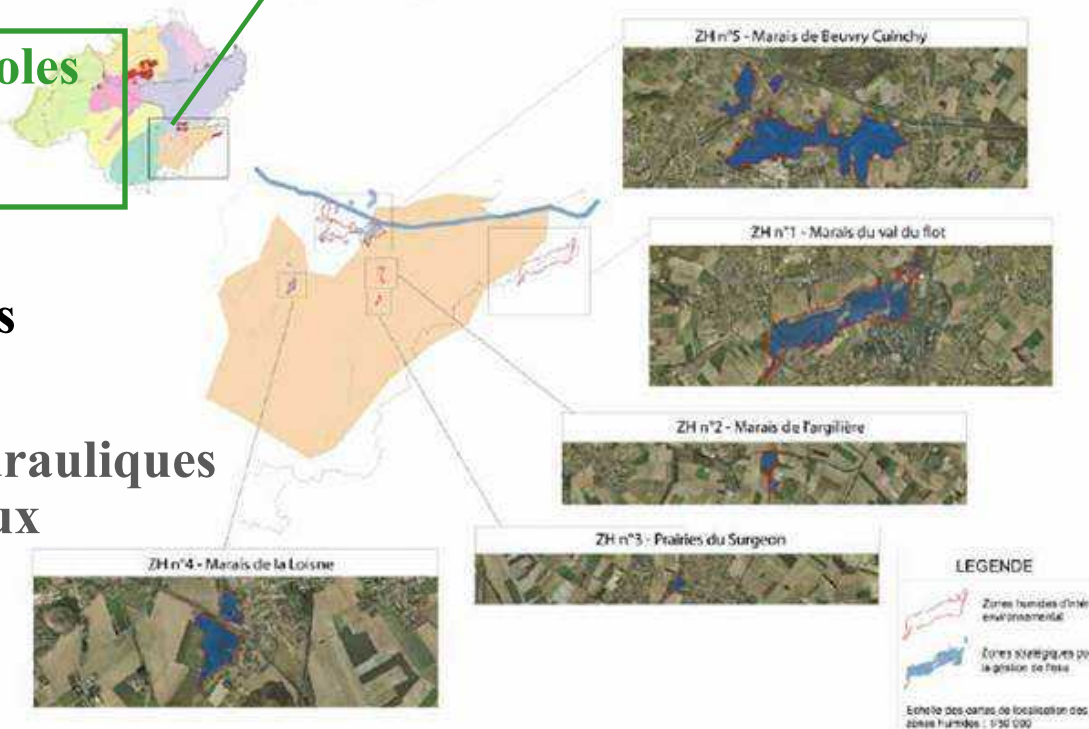 oles
s
rauliques
ux
ZH n°5 - Marais de Beuvry Cuinchy
ZH n°1 - Marais du val du flot
ZH n°2 - Marais de l'argilière
ZH n°3 - Prairies du Surgeon
ZH n°4 - Marais de la Loisne
LEGENDE
Zones humides d'intér
environnemental
Zones stratégiques po
la gestion de l'eau
Echelle des cartes de localisation des
zones humides : 1/50 000